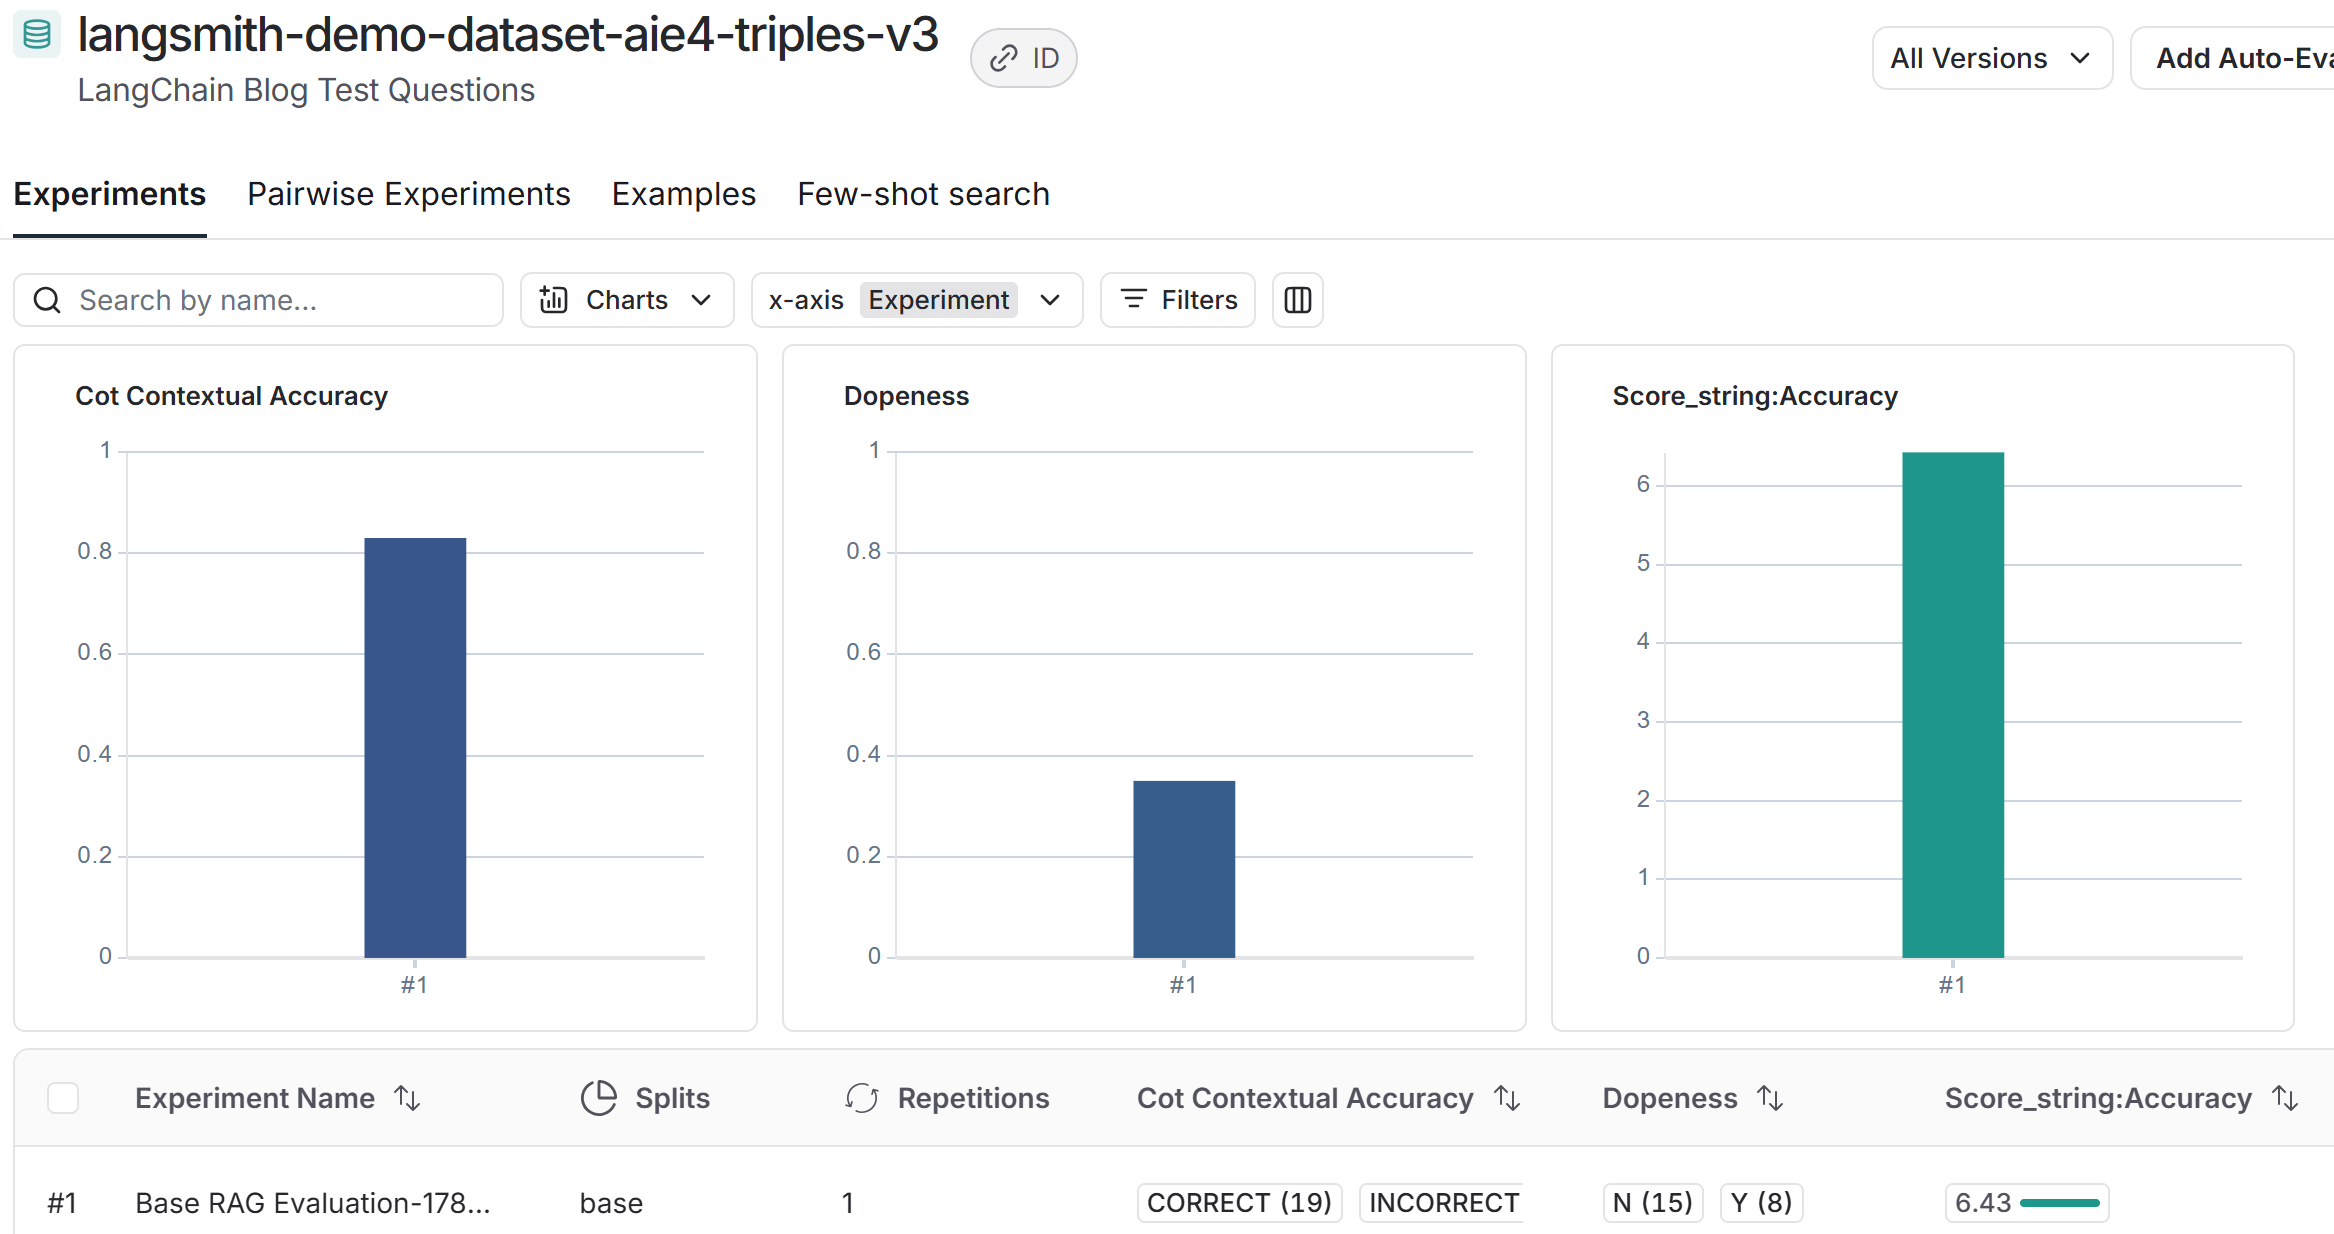 langsmith-demo-dataset-aie4-triples-v3
ID
All Versions
Add Auto-Eva
LangChain Blog Test Questions
Experiments Pairwise Experiments Examples Few-shot search
Search by name...
Charts
x-axis Experiment
Filters
Cot Contextual Accuracy
1
0.8
0.6
0.4
0.2
0
#1
Dopeness
1
0.8
0.6
0.4
0.2
0
#1
Score_string:Accuracy
6
5
4
3
2
1
0
#1
Experiment Name Splits Repetitions Cot Contextual Accuracy Dopeness Score_string:Accuracy
#1 Base RAG Evaluation-178... base 1 CORRECT (19) INCORRECT N (15) Y (8) 6.43